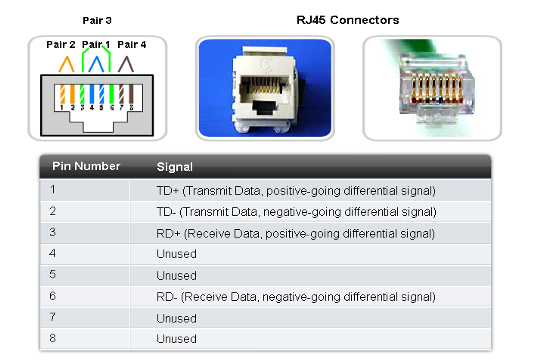 Pair 3
RJ45 Connectors
Pair 2 Pair 1 Pair 4
1 2 3 4 5 6 7 8
Pin Number Signal
1 TD+ (Transmit Data, positive-going differential signal)
2 TD- (Transmit Data, negative-going differential signal)
3 RD+ (Receive Data, positive-going differential signal)
4 Unused
5 Unused
6 RD- (Receive Data, negative-going differential signal)
7 Unused
8 Unused